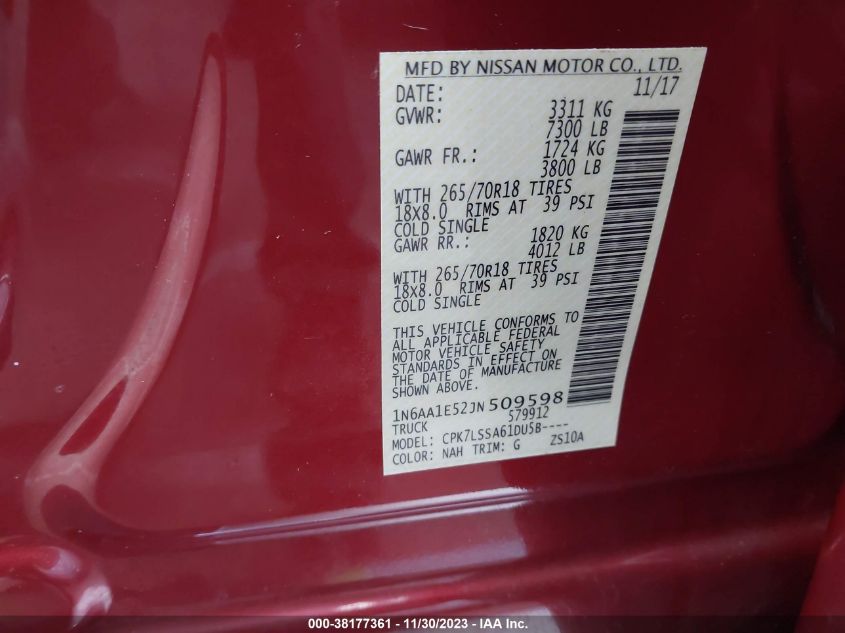 MFD BY NISSAN MOTOR CO., LTD.
DATE: 11/17
GVWR: 3311 KG
7300 LB
GAWR FR.: 1724 KG
3800 LB
WITH 265/70R18 TIRES
18X8.0 RIMS AT 39 PSI
COLD SINGLE
GAWR RR.: 1820 KG
4012 LB
WITH 265/70R18 TIRES
18X8.0 RIMS AT 39 PSI
COLD SINGLE
THIS VEHICLE CONFORMS TO
ALL APPLICABLE FEDERAL
MOTOR VEHICLE SAFETY
STANDARDS IN EFFECT ON
THE DATE OF MANUFACTURE
SHOWN ABOVE.
1N6AA1E52JN509598
TRUCK 579912
MODEL: CPK7LSSA61DU5B----
COLOR: NAH TRIM: G ZS10A
000-38177361 - 11/30/2023 - IAA Inc.